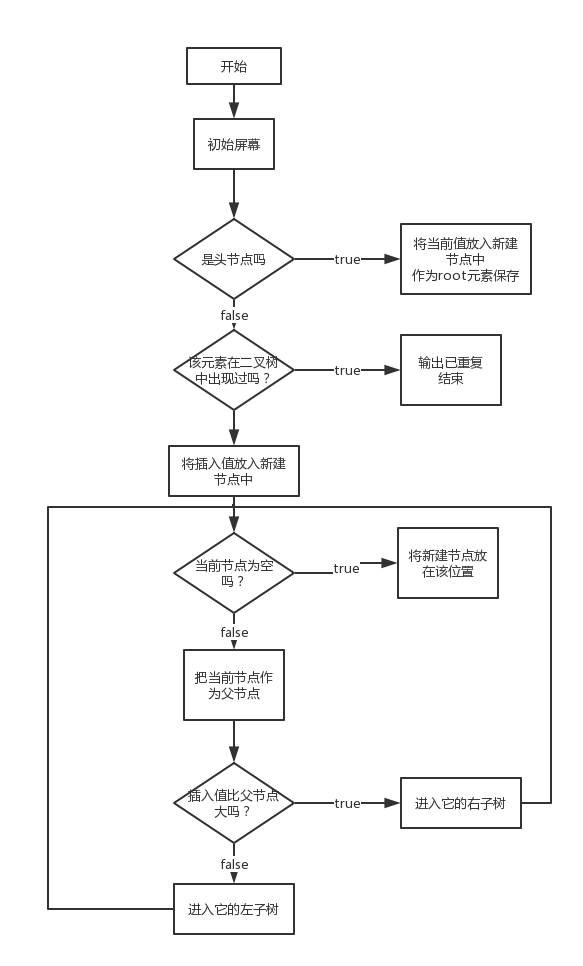 开始
初始屏幕
是头节点吗
true
将当前值放入新建
节点中
作为root元素保存
false
该元素在二叉树
中出现过吗？
true
输出已重复
结束
将插入值放入新建
节点中
当前节点为空
吗？
true
将新建节点放
在该位置
false
把当前节点作
为父节点
插入值比父节点
大吗？
true
进入它的右子树
false
进入它的左子树